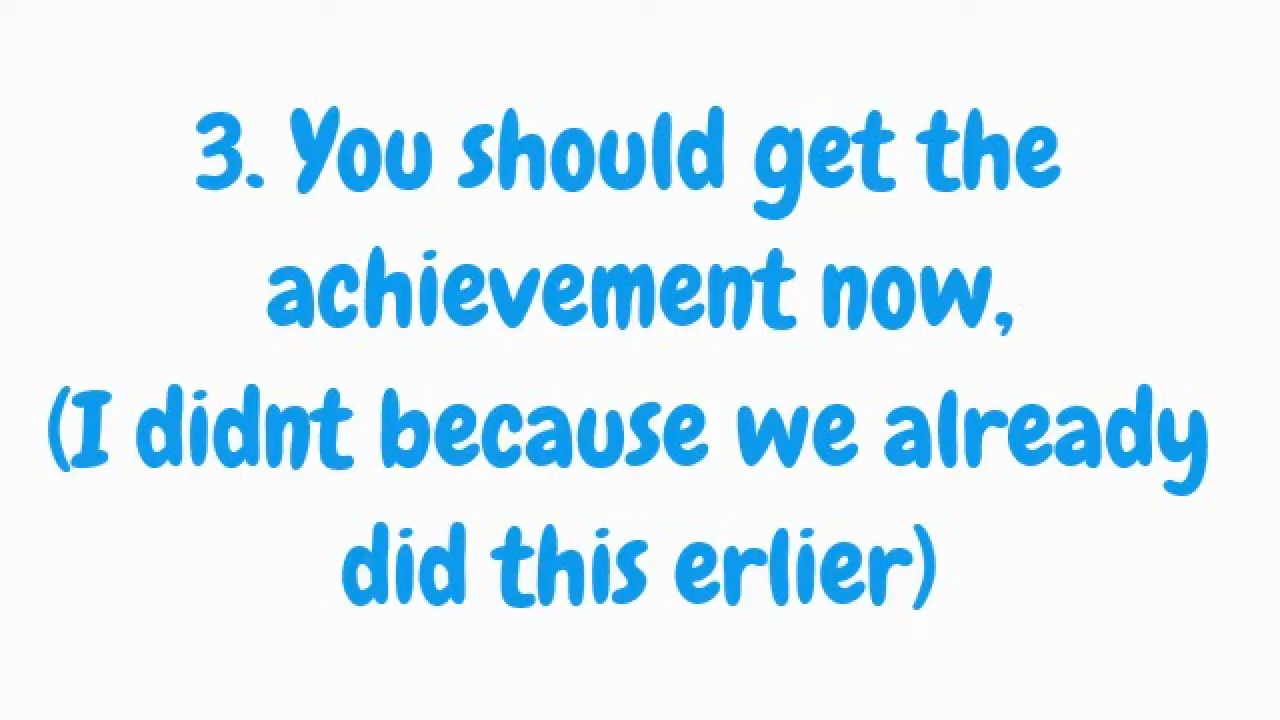 3. You should get the
achievement now,
(I didnt because we already
did this erlier)